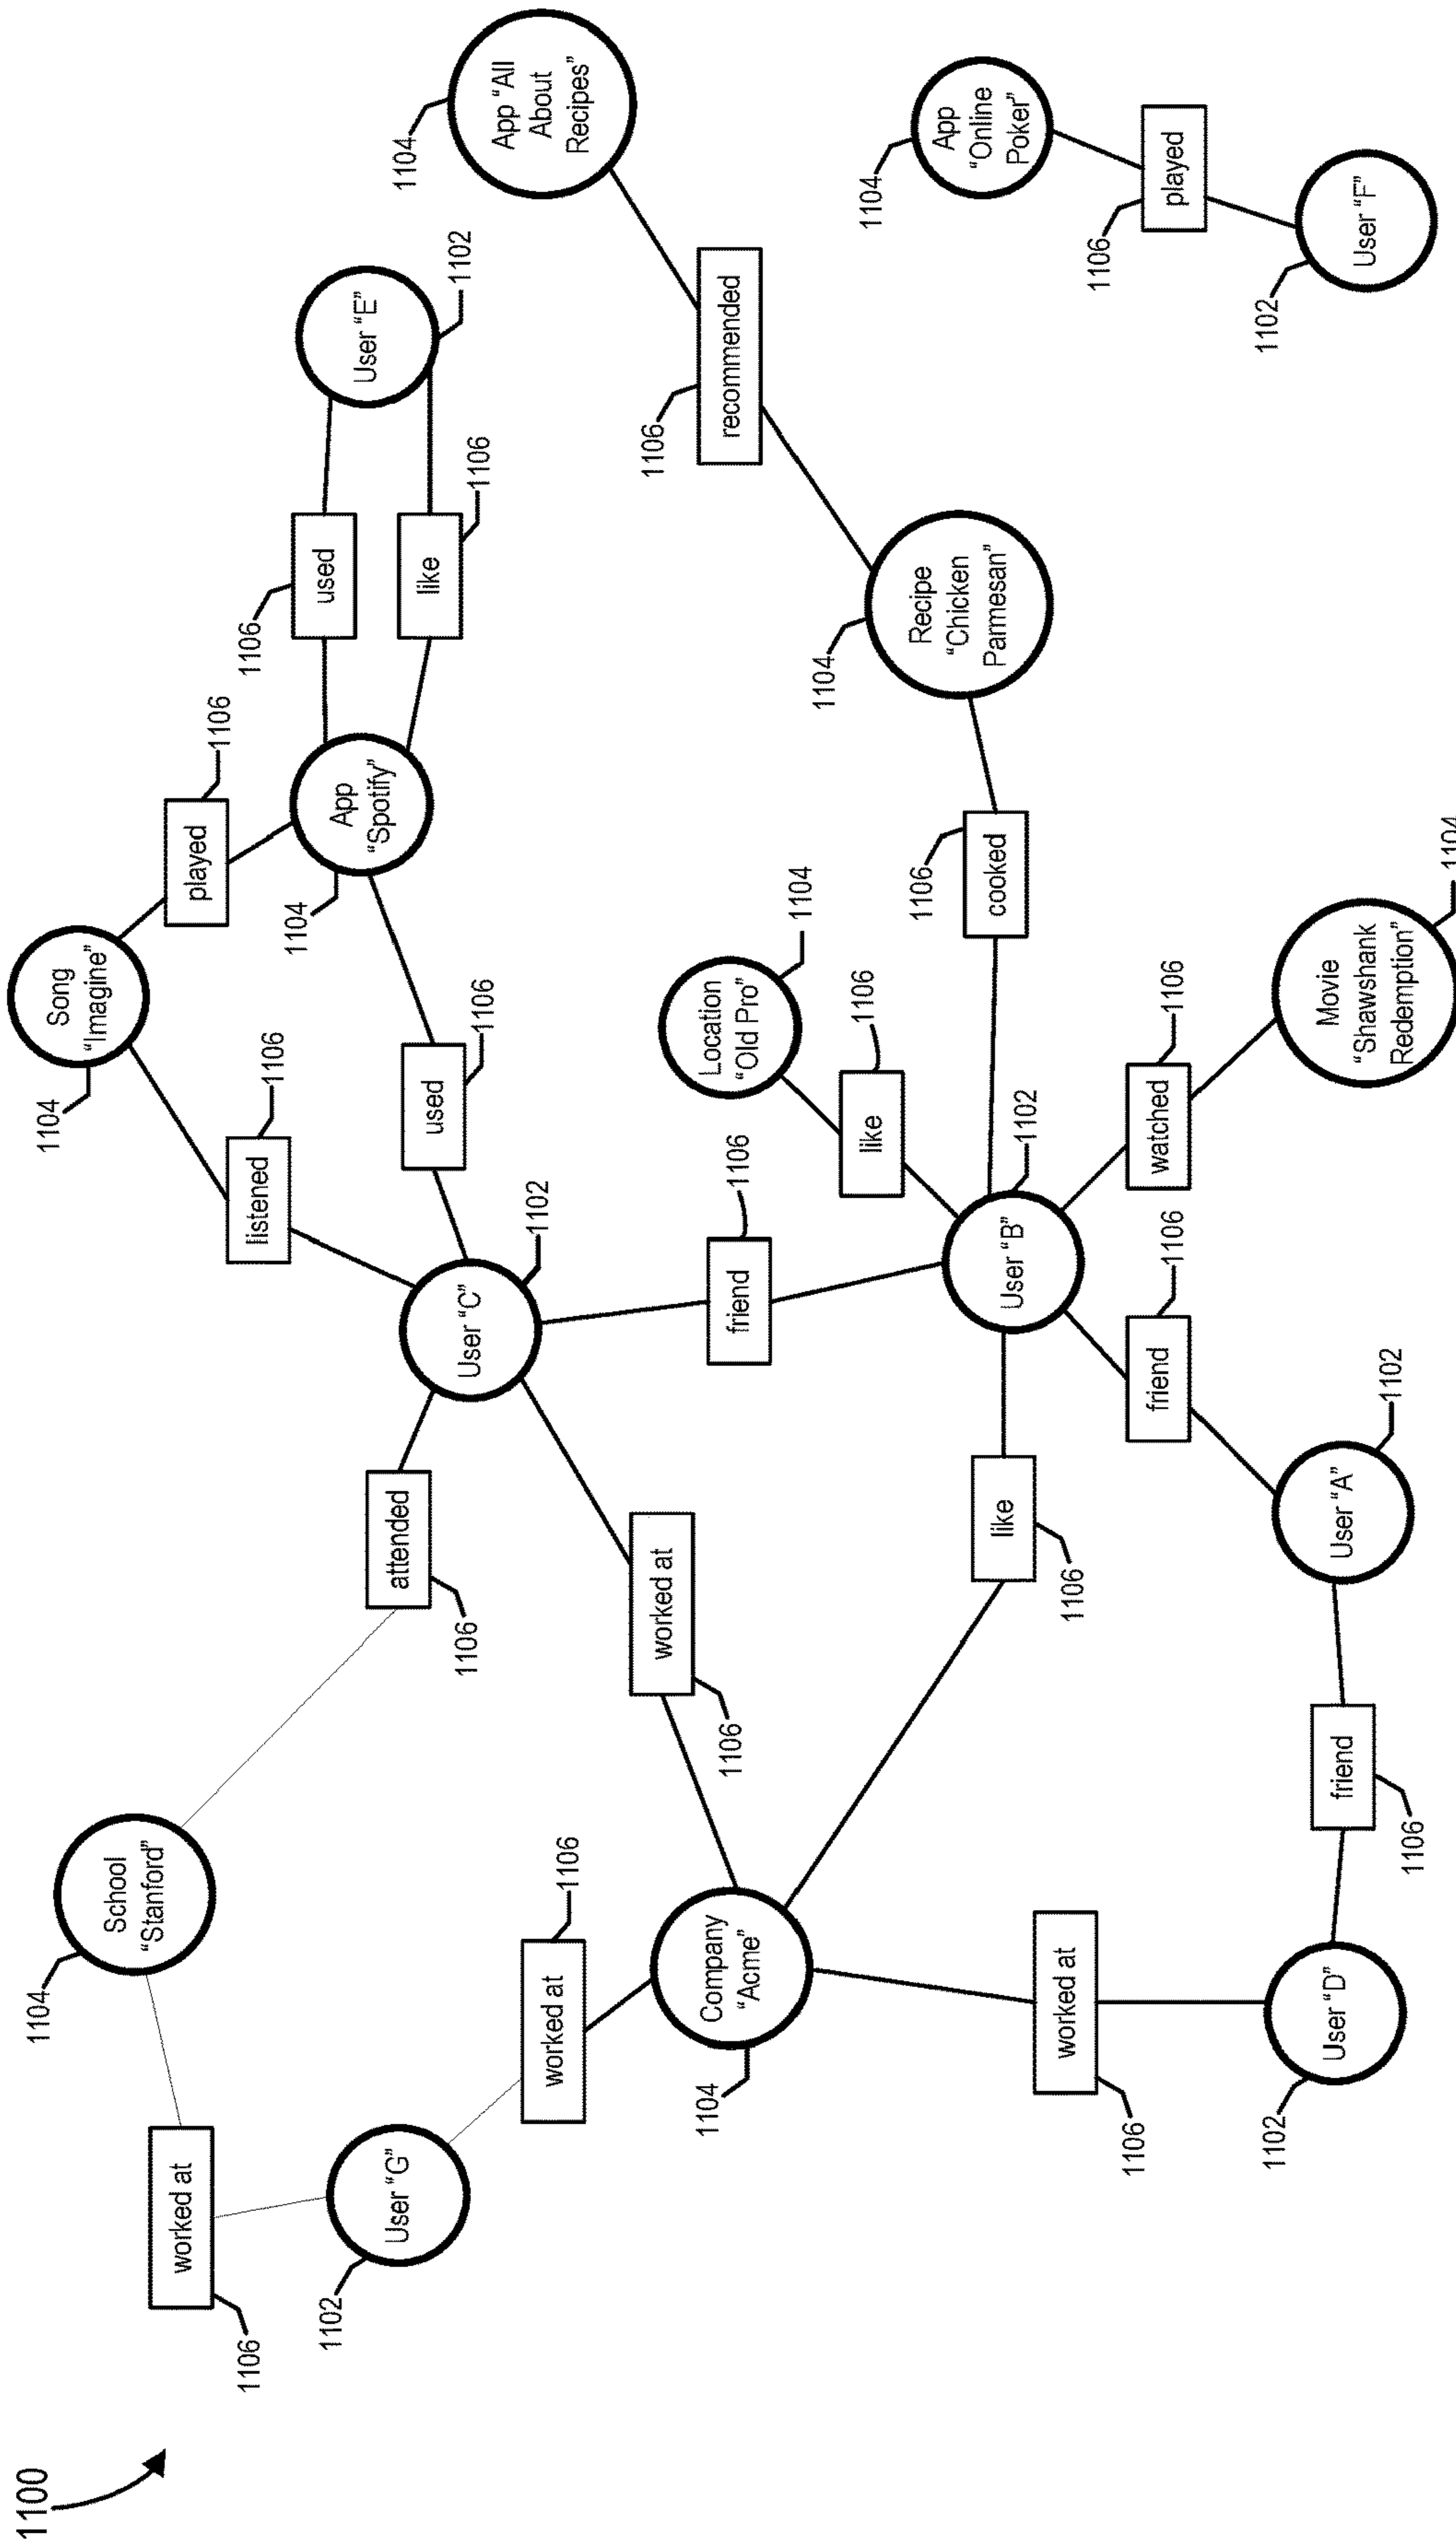 1100
1104
School
“Stanford”
1106
worked at
1102
User “G”
worked at
1106
1104
Company
“Acme”
1106
worked at
1102
User “D”
friend
1106
User “A”
1102
attended
1106
worked at
1106
like
1106
friend
1106
User “C”
1102
friend
1106
User “B”
1102
listened
1106
1104
Song
“Imagine”
used
1106
played
1106
1104
App
“Spotify”
1106
used
like
1106
User “E”
1102
like
1106
Location
“Old Pro”
1104
watched
1106
Movie
“Shawshank
Redemption”
1104
1106
cooked
1104
Recipe
“Chicken
Parmesan”
1106
recommended
1104
App “All
About
Recipes”
1104
App
“Online
Poker”
1106
played
1102
User “F”